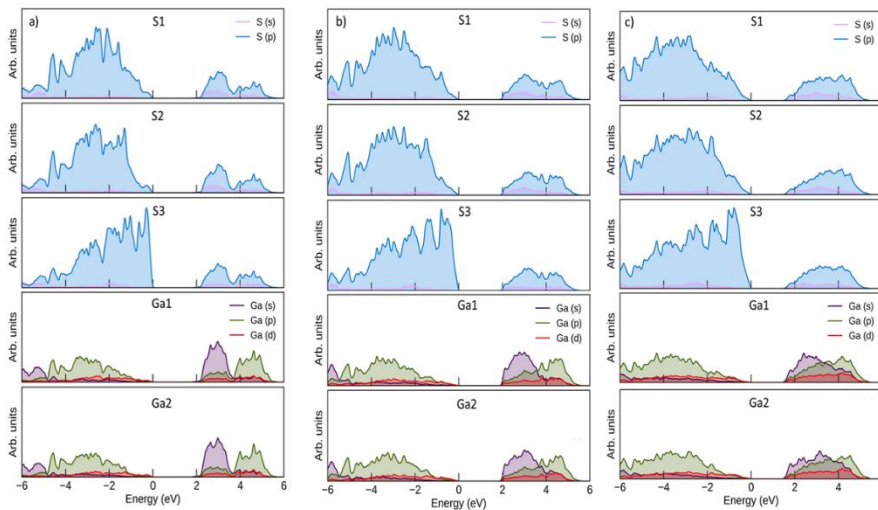 a)
S1
S (s)
S (p)
Arb. units
S2
Arb. units
S3
Arb. units
Ga1
Ga (s)
Ga (p)
Ga (d)
Arb. units
Ga2
Arb. units
−6 −4 −2 0 2 4 6
Energy (eV)
b)
S1
S (s)
S (p)
Arb. units
S2
Arb. units
S3
Arb. units
Ga1
Ga (s)
Ga (p)
Ga (d)
Arb. units
Ga2
Arb. units
−6 −4 −2 0 2 4 6
Energy (eV)
c)
S1
S (s)
S (p)
Arb. units
S2
Arb. units
S3
Arb. units
Ga1
Ga (s)
Ga (p)
Ga (d)
Arb. units
Ga2
Arb. units
−6 −4 −2 0 2 4
Energy (eV)